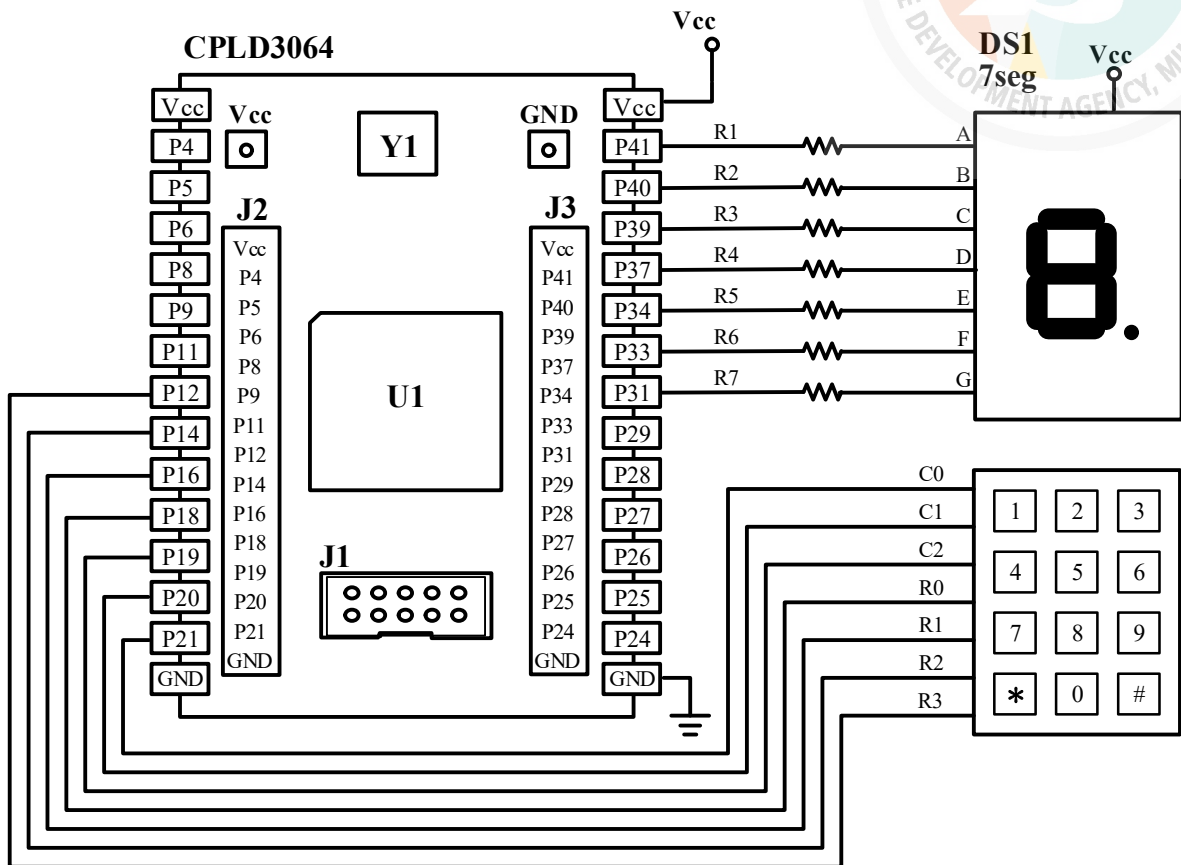 E DEVELOPMENT AGENCY, MIN
CPLD3064
Vcc
DS1
7seg
Vcc
Vcc
Vcc
GND
Vcc
P4
Y1
P41
R1
A
P5
P40
R2
B
P6
J2
J3
P39
R3
C
P8
P37
R4
D
P9
P34
R5
E
P11
P33
R6
F
P12
P31
R7
G
P14
P29
P16
P28
P18
P27
P19
P26
P20
P25
P21
P24
GND
GND
Vcc
P4
P5
P6
P8
P9
P11
P12
P14
P16
P18
P19
P20
P21
GND
U1
J1
Vcc
P41
P40
P39
P37
P34
P33
P31
P29
P28
P27
P26
P25
P24
GND
C0
C1
C2
R0
R1
R2
R3
1 2 3
4 5 6
7 8 9
* 0 #